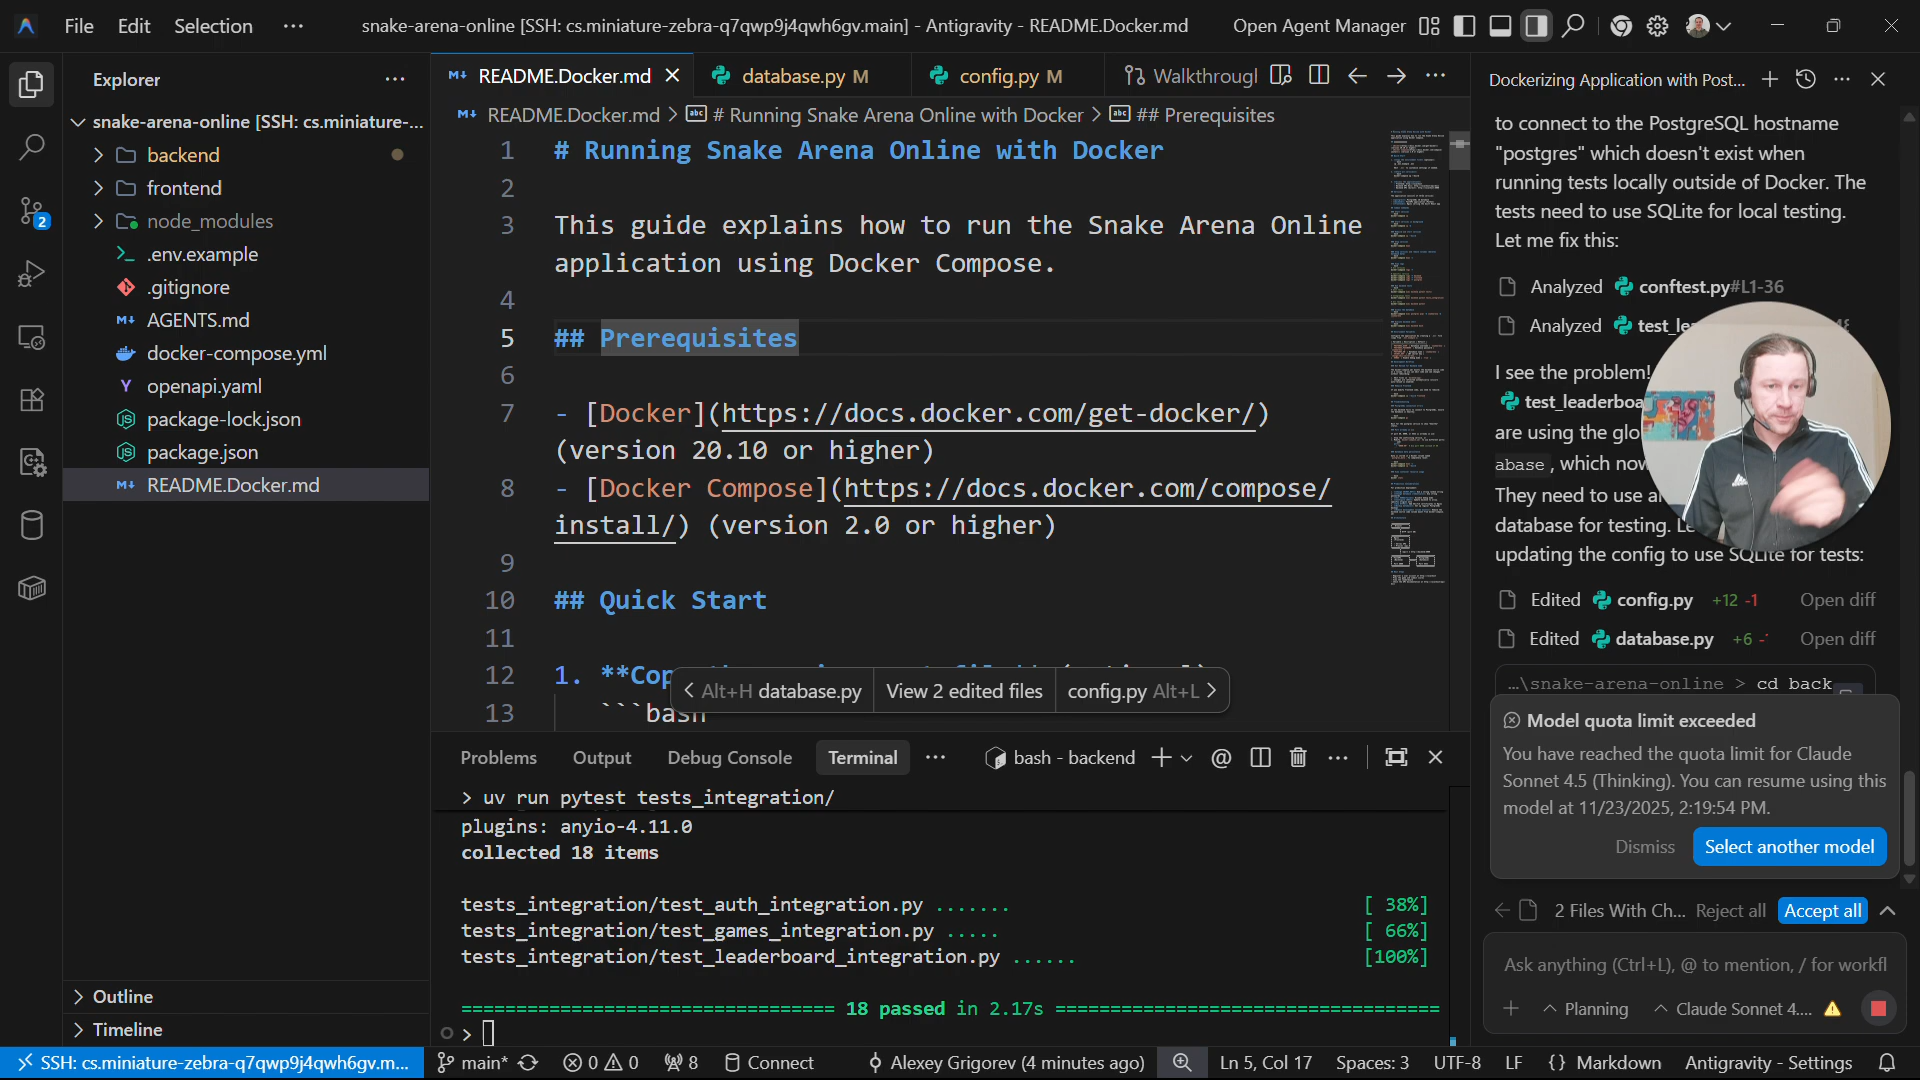 File Edit Selection ···
snake-arena-online [SSH: cs.miniature-zebra-q7qwp9j4qwh6gv.main] - Antigravity - README.Docker.md
Open Agent Manager
Explorer
snake-arena-online [SSH: cs.miniature-...
backend
frontend
node_modules
.env.example
.gitignore
AGENTS.md
docker-compose.yml
openapi.yaml
package-lock.json
package.json
README.Docker.md
Outline
Timeline
2
README.Docker.md
database.py M
config.py M
Walkthrough
README.Docker.md > # Running Snake Arena Online with Docker > ## Prerequisites
1 # Running Snake Arena Online with Docker
2
3 This guide explains how to run the Snake Arena Online
application using Docker Compose.
4
5 ## Prerequisites
6
7 - [Docker](https://docs.docker.com/get-docker/)
(version 20.10 or higher)
8 - [Docker Compose](https://docs.docker.com/compose/
install/) (version 2.0 or higher)
9
10 ## Quick Start
11
12 1. **Cop
13 ```bash
< Alt+H database.py
View 2 edited files
config.py Alt+L >
Problems Output Debug Console Terminal ···
bash - backend
> uv run pytest tests_integration/
plugins: anyio-4.11.0
collected 18 items
tests_integration/test_auth_integration.py ....... [ 38%]
tests_integration/test_games_integration.py ..... [ 66%]
tests_integration/test_leaderboard_integration.py ...... [100%]
================================== 18 passed in 2.17s ===================================
>
Dockerizing Application with Post...
to connect to the PostgreSQL hostname
"postgres" which doesn't exist when
running tests locally outside of Docker. The
tests need to use SQLite for local testing.
Let me fix this:
Analyzed conftest.py#L1-36
Analyzed test_le
I see the problem!
test_leaderboa
are using the glo
abase , which now
They need to use a
database for testing. Le
updating the config to use SQLite for tests:
Edited config.py +12 -1 Open diff
Edited database.py +6 - Open diff
...\snake-arena-online > cd back
Model quota limit exceeded
You have reached the quota limit for Claude
Sonnet 4.5 (Thinking). You can resume using this
model at 11/23/2025, 2:19:54 PM.
Dismiss
Select another model
2 Files With Ch... Reject all Accept all
Ask anything (Ctrl+L), @ to mention, / for workfl
Planning
Claude Sonnet 4....
SSH: cs.miniature-zebra-q7qwp9j4qwh6gv.m...
main*
0 0
8
Connect
Alexey Grigorev (4 minutes ago)
Ln 5, Col 17
Spaces: 3
UTF-8
LF
{} Markdown
Antigravity - Settings